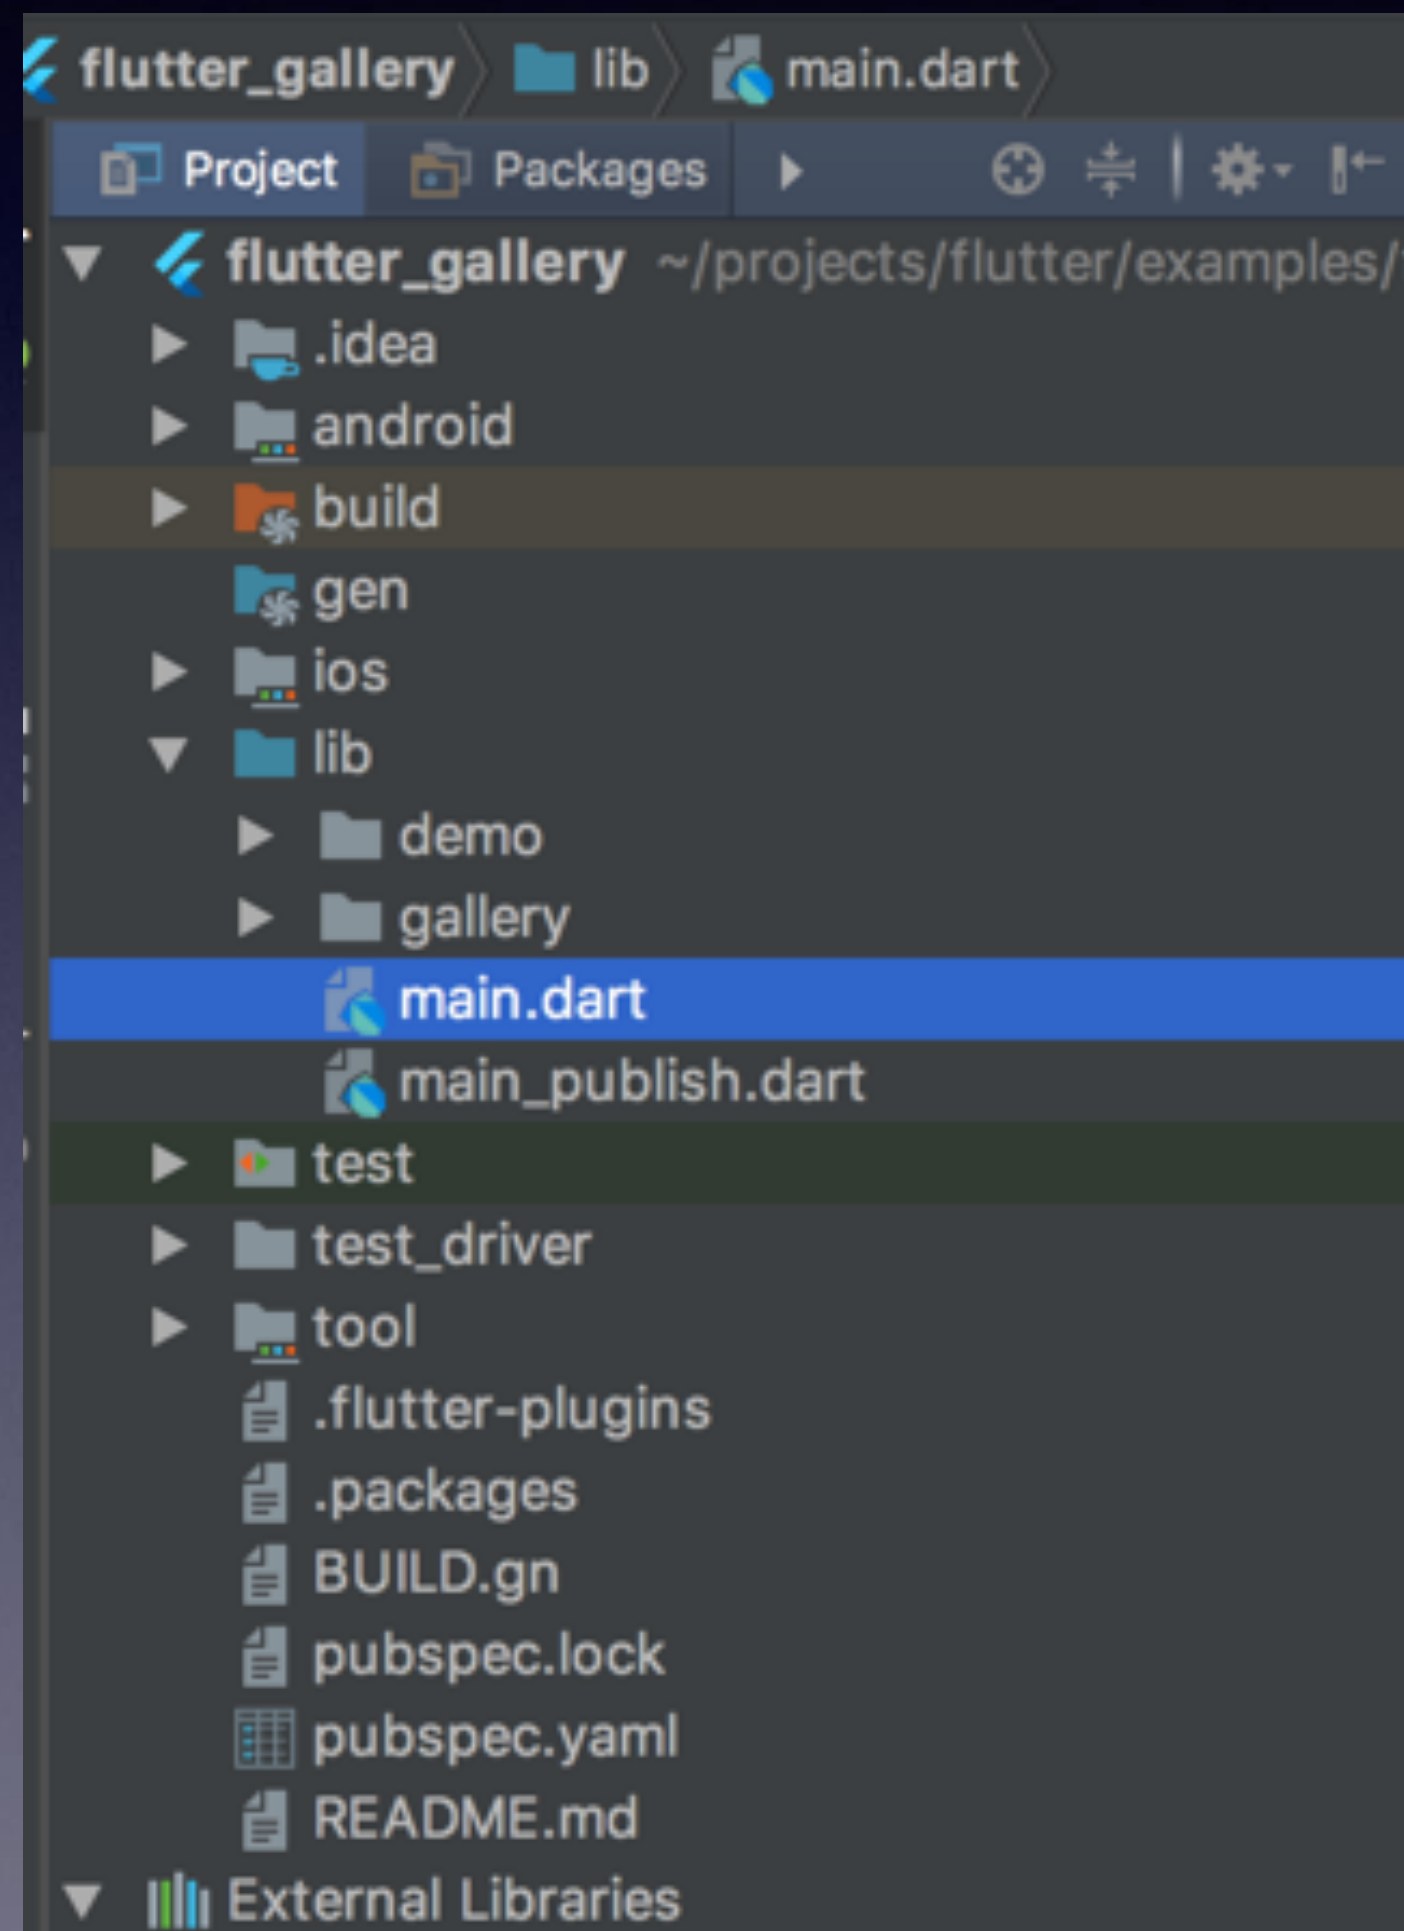 flutter_gallery lib main.dart
Project Packages
flutter_gallery ~/projects/flutter/examples/
.idea
android
build
gen
ios
lib
demo
gallery
main.dart
main_publish.dart
test
test_driver
tool
.flutter-plugins
.packages
BUILD.gn
pubspec.lock
pubspec.yaml
README.md
External Libraries